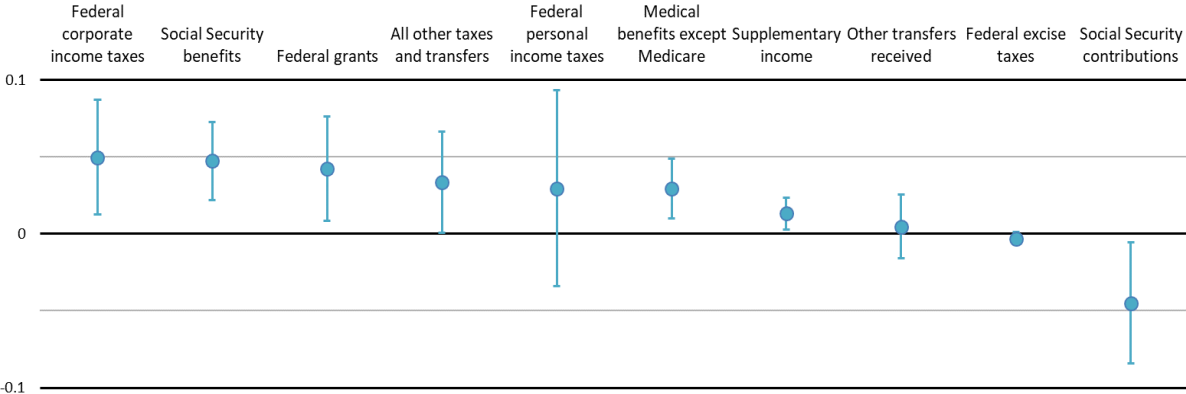 Federal
corporate
income taxes
Social Security
benefits
Federal grants
All other taxes
and transfers
Federal
personal
income taxes
Medical
benefits except
Medicare
Supplementary
income
Other transfers
received
Federal excise
taxes
Social Security
contributions
0.1
0
-0.1